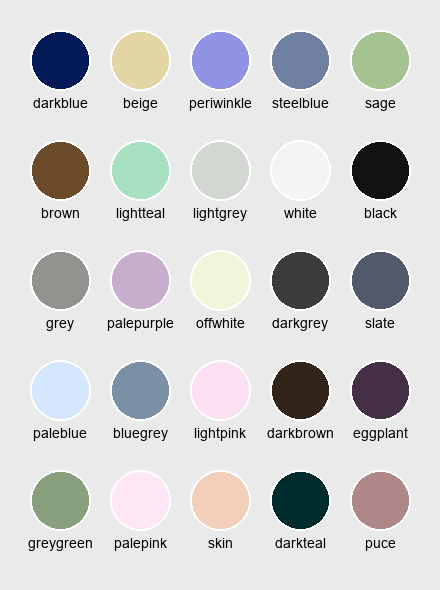 darkblue beige periwinkle steelblue sage
brown lightteal lightgrey white black
grey palepurple offwhite darkgrey slate
paleblue bluegrey lightpink darkbrown eggplant
greygreen palepink skin darkteal puce